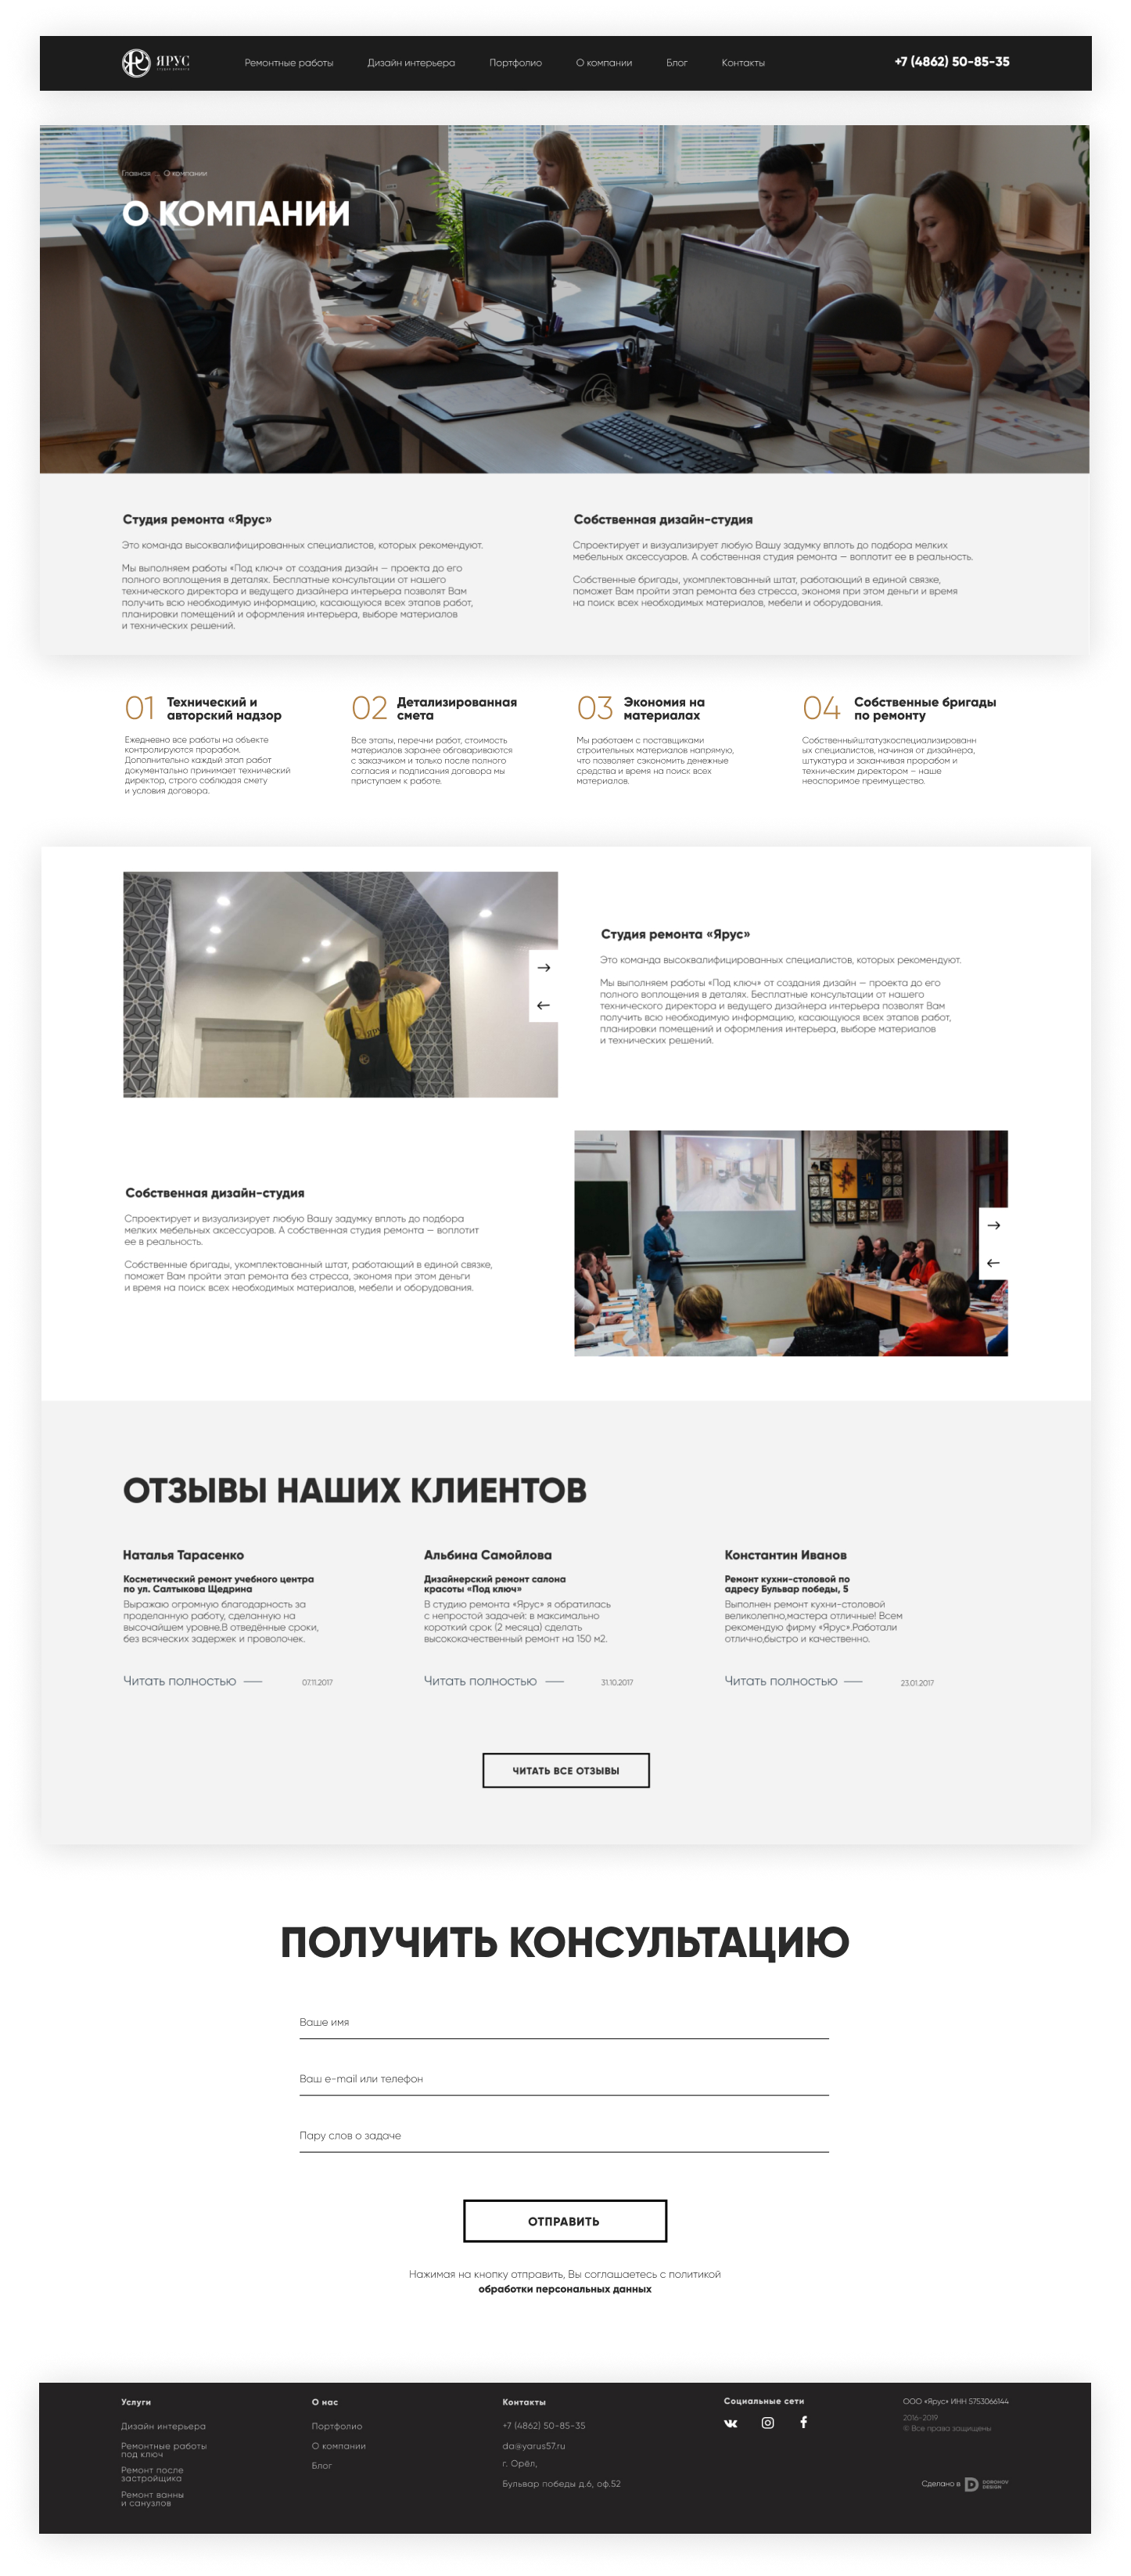 ЯРУС
Ремонтные работы
Дизайн интерьера
Портфолио
О компании
Блог
Контакты
+7 (4862) 50-85-35
Главная О компании
О КОМПАНИИ
Студия ремонта «Ярус»
Это команда высококвалифицированных специалистов, которых рекомендуют.
Мы выполняем работы «Под ключ» от создания дизайн — проекта до его
полного воплощения в деталях. Бесплатные консультации от нашего
технического директора и ведущего дизайнера интерьера позволят Вам
получить всю необходимую информацию, касающуюся всех этапов работ,
планировки помещений и оформления интерьера, выборе материалов
и технических решений.
Собственная дизайн-студия
Спроектирует и визуализирует любую Вашу задумку вплоть до подбора мелких
мебельных аксессуаров. А собственная студия ремонта — воплотит ее в реальность.
Собственные бригады, укомплектованный штат, работающий в единой связке,
поможет Вам пройти этап ремонта без стресса, экономя при этом деньги и время
на поиск всех необходимых материалов, мебели и оборудования.
01 Технический и
авторский надзор
Ежедневно все работы на объекте
контролируются прорабом.
Дополнительно каждый этап работ
документально принимает технический
директор, строго соблюдая смету
и условия договора.
02 Детализированная
смета
Все этапы, перечни работ, стоимость
материалов заранее обговариваются
с заказчиком и только после полного
согласия и подписания договора мы
приступаем к работе.
03 Экономия на
материалах
Мы работаем с поставщиками
строительных материалов напрямую,
что позволяет сэкономить денежные
средства и время на поиск всех
материалов.
04 Собственные бригады
по ремонту
Собственныйштатузкоспециализированн
ых специалистов, начиная от дизайнера,
штукатура и заканчивая прорабом и
техническим директором – наше
неоспоримое преимущество.
ЯРУС
Студия ремонта «Ярус»
Это команда высоквалифицированных специалистов, которых рекомендуют.
Мы выполняем работы «Под ключ» от создания дизайн — проекта до его
полного воплощения в деталях. Бесплатные консультации от нашего
технического директора и ведущего дизайнера интерьера позволят Вам
получить всю необходимую информацию, касающуюся всех этапов работ,
планировки помещений и оформления интерьера, выборе материалов
и технических решений.
Собственная дизайн-студия
Спроектирует и визуализирует любую Вашу задумку вплоть до подбора
мелких мебельных аксессуаров. А собственная студия ремонта — воплотит
ее в реальность.
Собственные бригады, укомплектованный штат, работающий в единой связке,
поможет Вам пройти этап ремонта без стресса, экономя при этом деньги
и время на поиск всех необходимых материалов, мебели и оборудования.
ОТЗЫВЫ НАШИХ КЛИЕНТОВ
Наталья Тарасенко
Косметический ремонт учебного центра
по ул. Салтыкова Щедрина
Выражаю огромную благодарность за
проделанную работу, сделанную на
высочайшем уровне.В отведённые сроки,
без всяческих задержек и проволочек.
Читать полностью
07.11.2017
Альбина Самойлова
Дизайнерский ремонт салона
красоты «Под ключ»
В студию ремонта «Ярус» я обратилась
с непростой задачей: в максимально
короткий срок (2 месяца) сделать
высококачественный ремонт на 150 м2.
Читать полностью
31.10.2017
Константин Иванов
Ремонт кухни-столовой по
адресу Бульвар победы, 5
Выполнен ремонт кухни-столовой
великолепно,мастера отличные! Всем
рекомендую фирму «Ярус».Работали
отлично,быстро и качественно.
Читать полностью
23.01.2017
ЧИТАТЬ ВСЕ ОТЗЫВЫ
ПОЛУЧИТЬ КОНСУЛЬТАЦИЮ
Ваше имя
Ваш e-mail или телефон
Пару слов о задаче
ОТПРАВИТЬ
Нажимая на кнопку отправить, Вы соглашаетесь с политикой
обработки персональных данных
Услуги
Дизайн интерьера
Ремонтные работы
под ключ
Ремонт после
застройщика
Ремонт ванны
и санузлов
О нас
Портфолио
О компании
Блог
Контакты
+7 (4862) 50-85-35
da@yarus57.ru
г. Орёл,
Бульвар победы д.6, оф.52
Социальные сети
ООО «Ярус» ИНН 5753066144
2016-2019
© Все права защищены
Сделано в DOROHOV
DESIGN